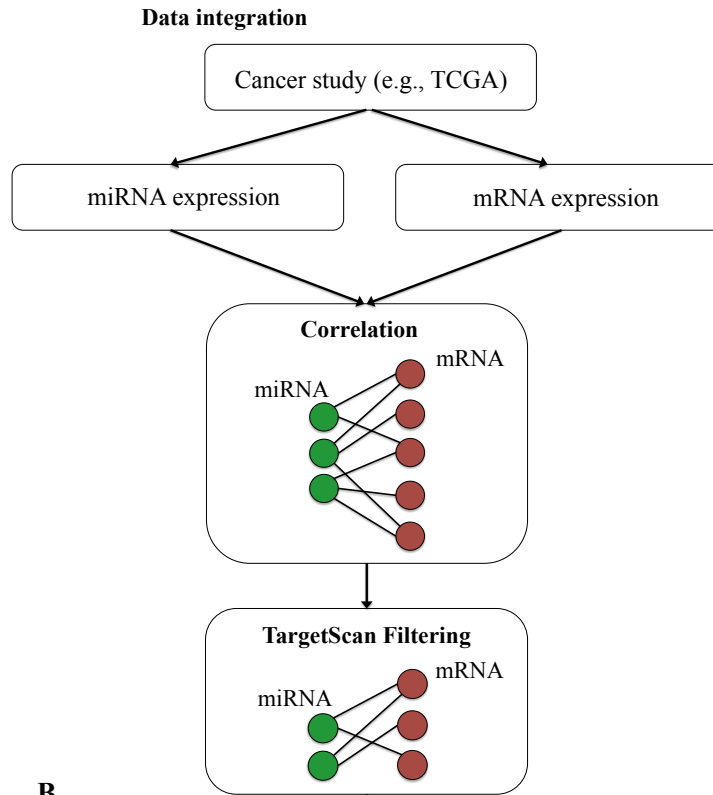 Data integration
Cancer study (e.g., TCGA)
miRNA expression
mRNA expression
Correlation
mRNA
miRNA
TargetScan Filtering
mRNA
miRNA
B